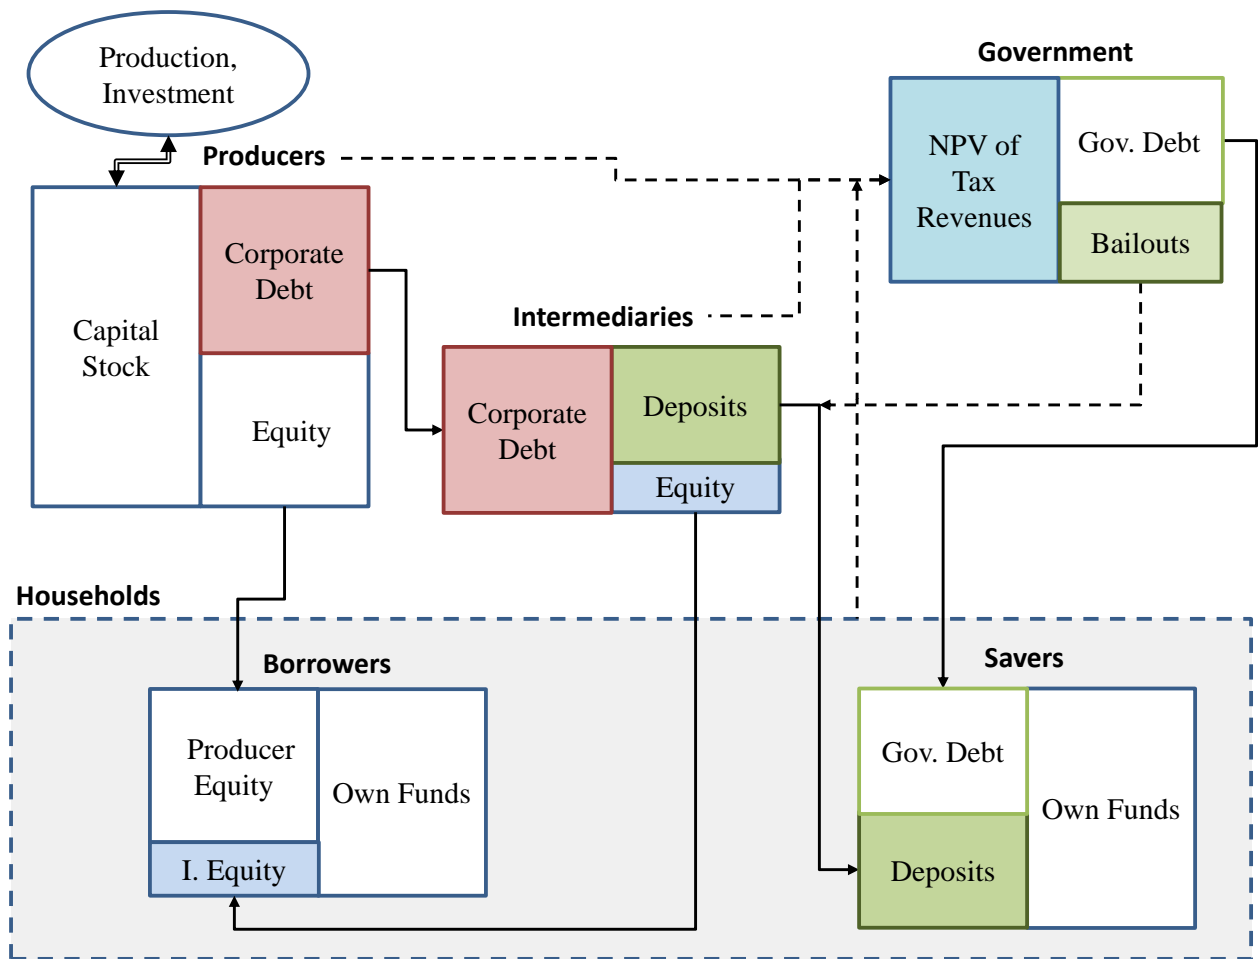 Production,
Investment
Government
Producers
NPV of
Tax
Revenues
Gov. Debt
Bailouts
Capital
Stock
Corporate
Debt
Equity
Intermediaries
Corporate
Debt
Deposits
Equity
Households
Borrowers
Producer
Equity
I. Equity
Own Funds
Savers
Gov. Debt
Deposits
Own Funds